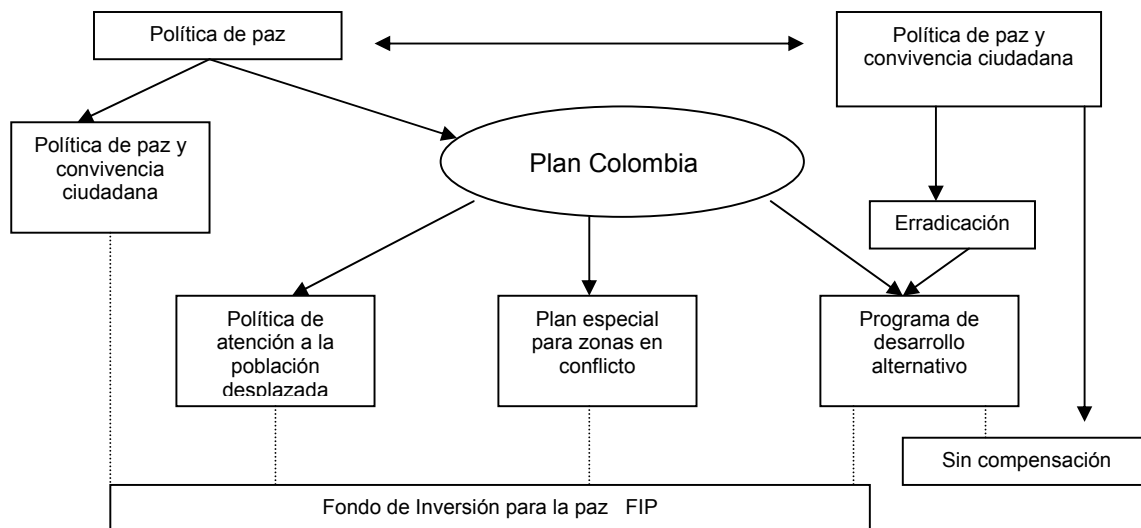 Política de paz
Política de paz y
convivencia ciudadana
Política de paz y
convivencia
ciudadana
Plan Colombia
Erradicación
Política de
atención a la
población
desplazada
Plan especial
para zonas en
conflicto
Programa de
desarrollo
alternativo
Sin compensación
Fondo de Inversión para la paz FIP